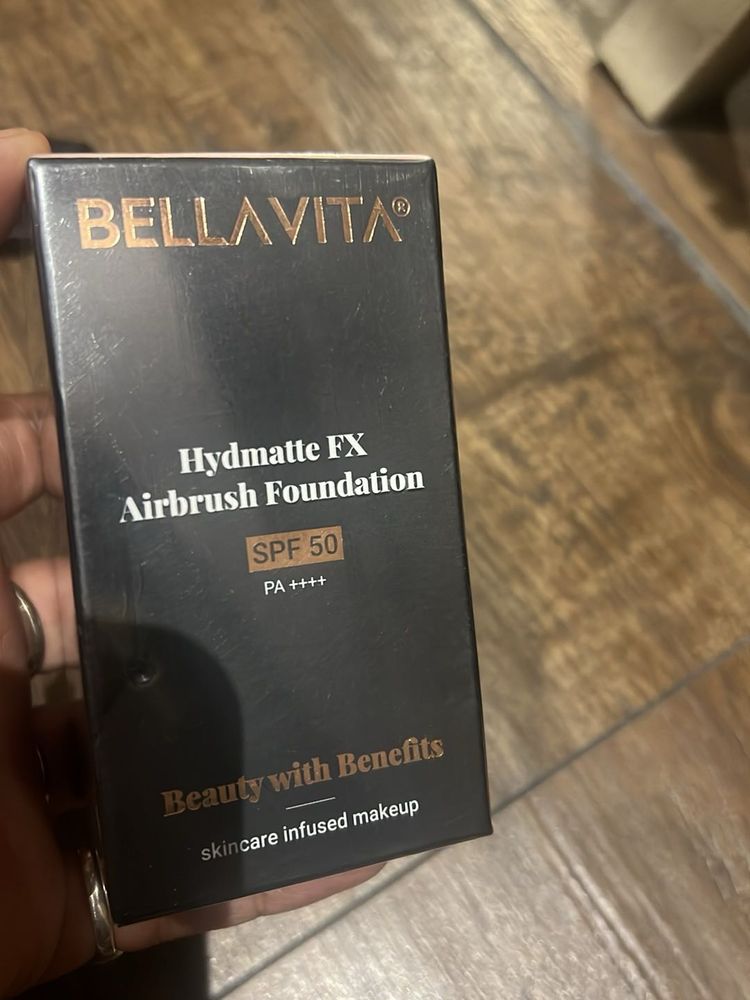 BELLAVITA®
Hydmatte FX
Airbrush Foundation
SPF 50
PA ++++
Beauty with Benefits
skincare infused makeup